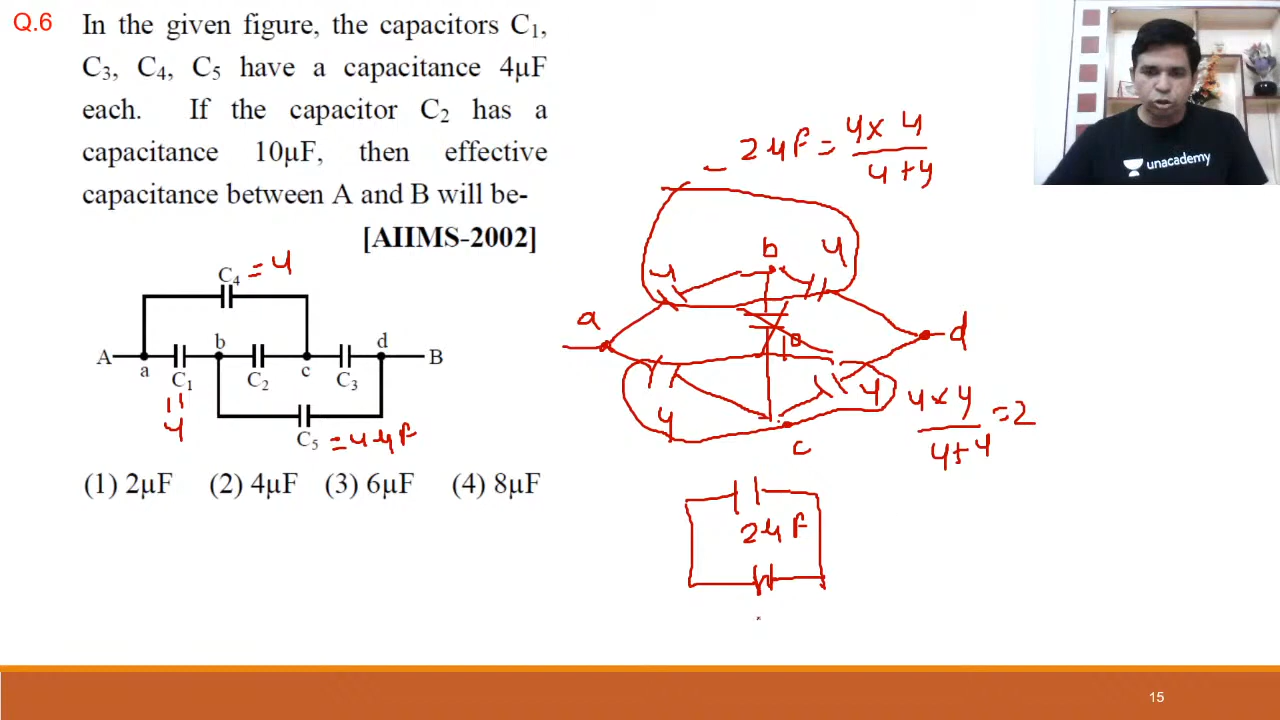 Q.6
In the given figure, the capacitors C₁,
C₃, C₄, C₅ have a capacitance 4μF
each. If the capacitor C₂ has a
capacitance 10μF, then effective
capacitance between A and B will be-
[AIIMS-2002]
unacademy
2μF = 4×4
4+4
C₄ = 4
b
4
4
a
d
10
A
a
b
c
d
B
C₁
C₂
C₃
4
C₅ = 4μF
4
4
c
4×4
4+4
=2
(1) 2μF (2) 4μF (3) 6μF (4) 8μF
2μF
15